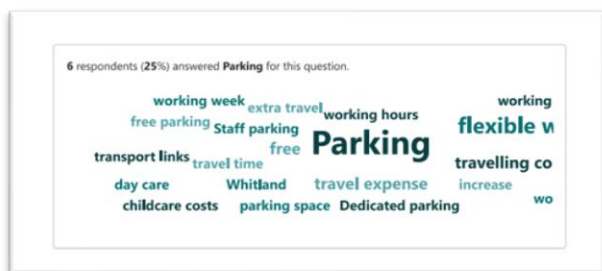 6 respondents (25%) answered Parking for this question.
working week extra travel working hours working
free parking Staff parking free Parking flexible w
transport links travel time travelling co
day care Whitland travel expense increase
childcare costs parking space Dedicated parking wo